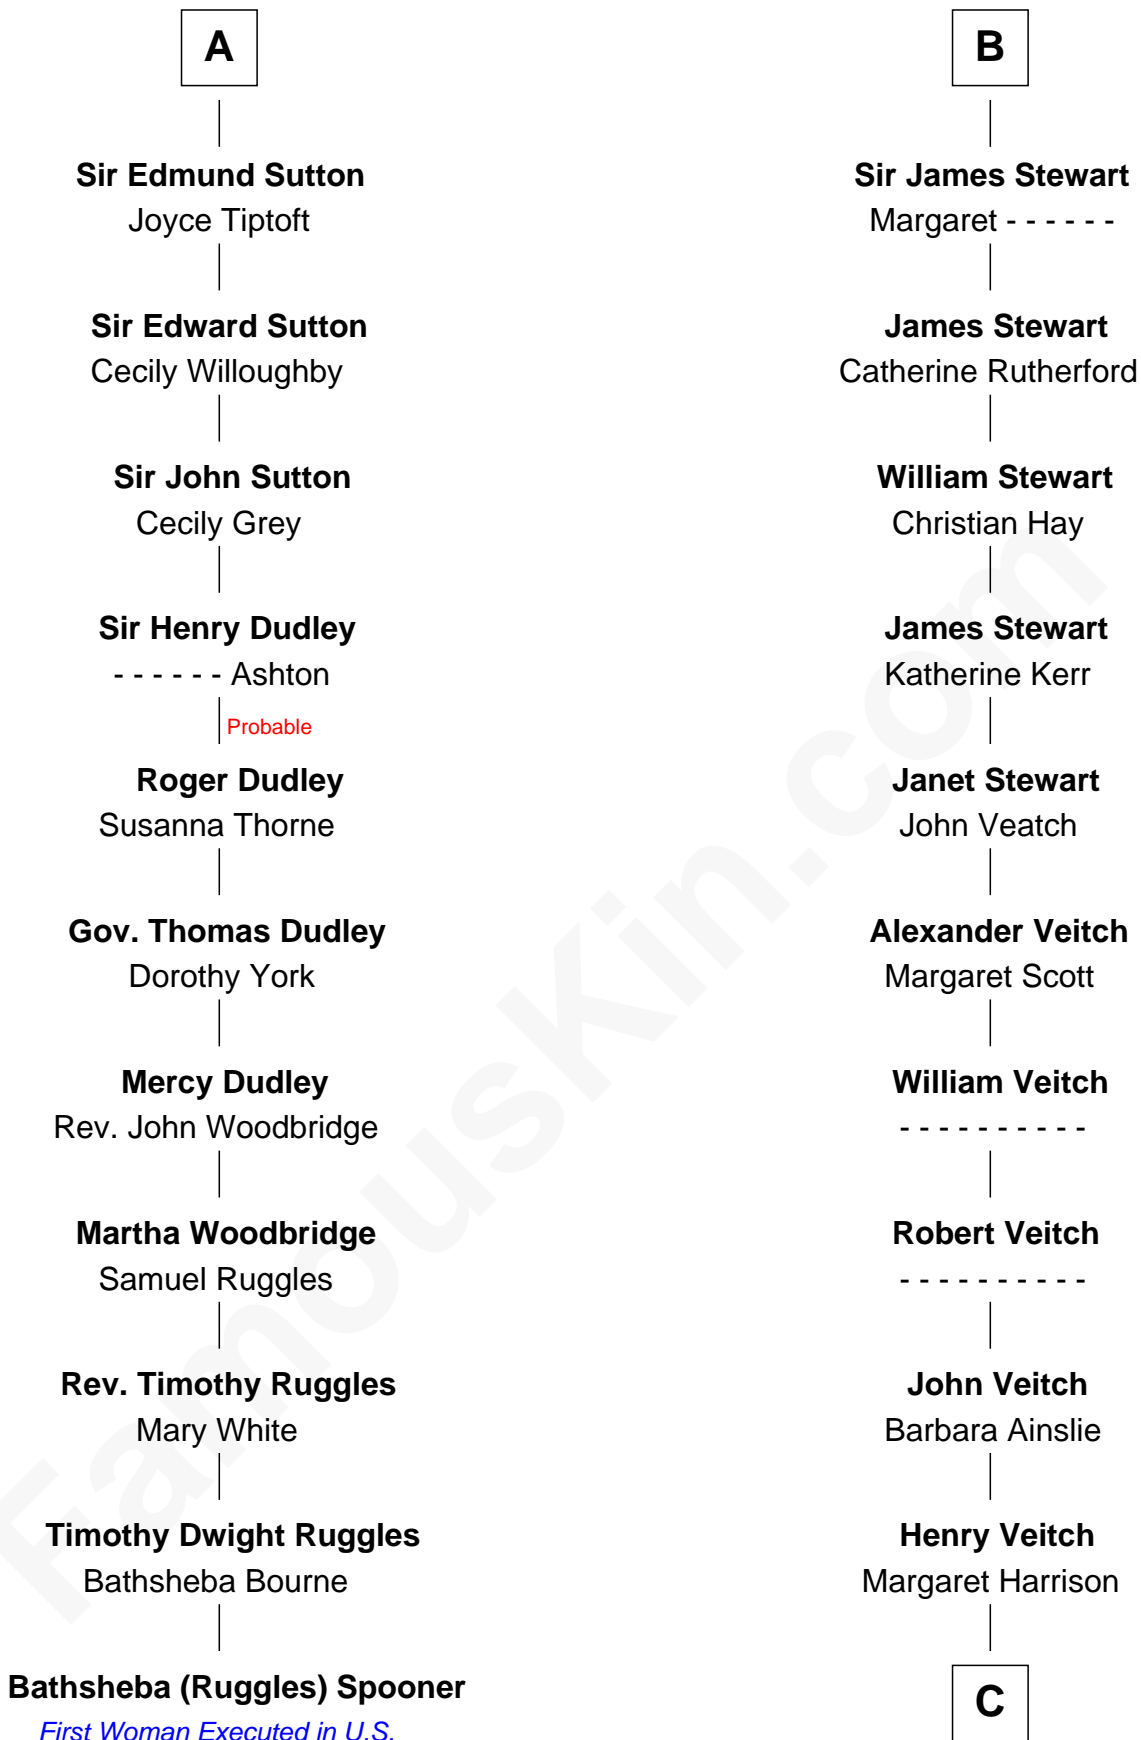 A
Sir Edmund Sutton
Joyce Tiptoft
Sir Edward Sutton
Cecily Willoughby
Sir John Sutton
Cecily Grey
Sir Henry Dudley
- - - - - - Ashton
Probable
Roger Dudley
Susanna Thorne
Gov. Thomas Dudley
Dorothy York
Mercy Dudley
Rev. John Woodbridge
Martha Woodbridge
Samuel Ruggles
Rev. Timothy Ruggles
Mary White
Timothy Dwight Ruggles
Bathsheba Bourne
Bathsheba (Ruggles) Spooner
First Woman Executed in U.S.
B
Sir James Stewart
Margaret - - - - - -
James Stewart
Catherine Rutherford
William Stewart
Christian Hay
James Stewart
Katherine Kerr
Janet Stewart
John Veatch
Alexander Veitch
Margaret Scott
William Veitch
- - - - - - - - - -
Robert Veitch
- - - - - - - - - -
John Veitch
Barbara Ainslie
Henry Veitch
Margaret Harrison
C
FamousKin.com